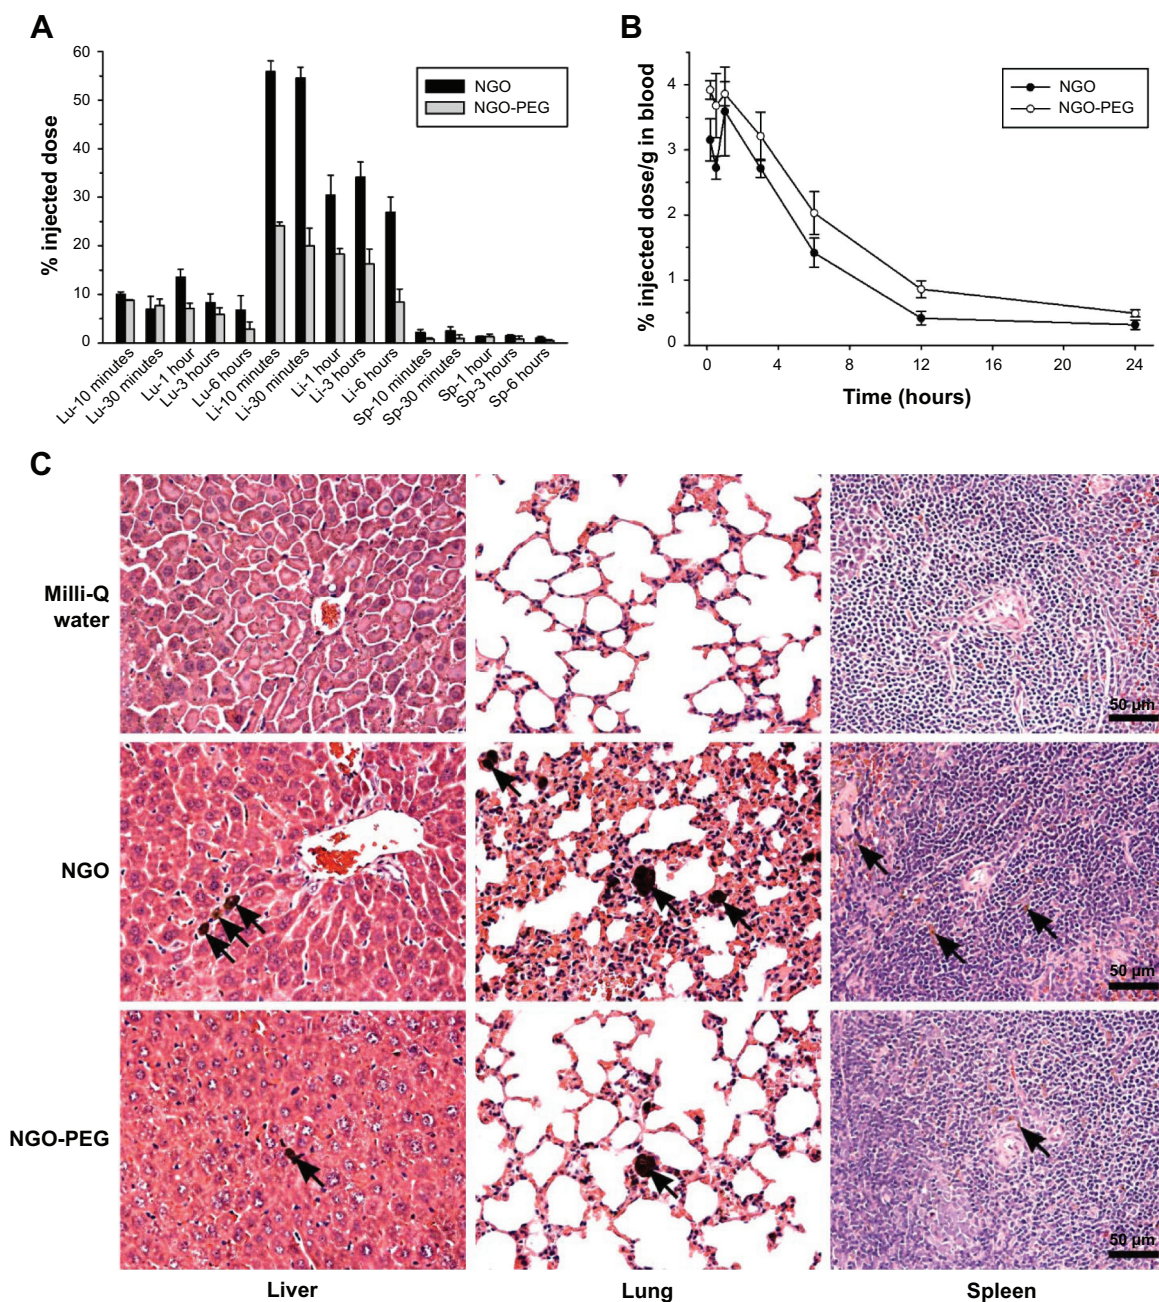 A
% injected dose
60
50
40
30
20
10
0
NGO
NGO-PEG
Lu-10 minutes
Lu-30 minutes
Lu-1 hour
Lu-3 hours
Lu-6 hours
Li-10 minutes
Li-30 minutes
Li-1 hour
Li-3 hours
Li-6 hours
Sp-10 minutes
Sp-30 minutes
Sp-1 hour
Sp-3 hours
Sp-6 hours
B
% injected dose/g in blood
4
3
2
1
0
NGO
NGO-PEG
0 4 8 12 16 20 24
Time (hours)
C
Milli-Q
water
50 µm
NGO
50 µm
NGO-PEG
50 µm
Liver Lung Spleen